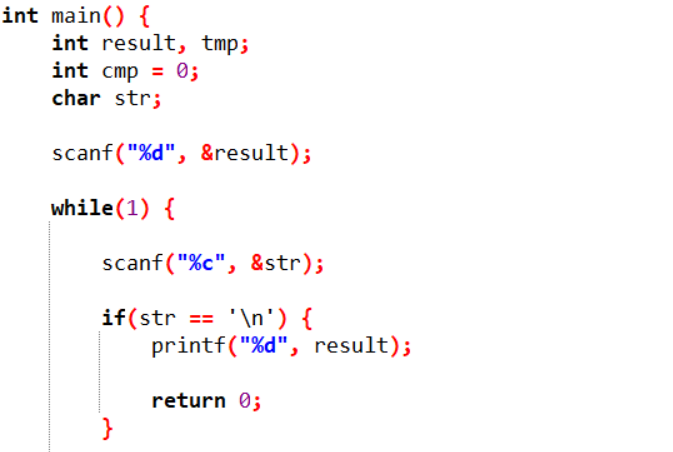 int main() {
    int result, tmp;
    int cmp = 0;
    char str;
    scanf("%d", &result);
    while(1) {
        scanf("%c", &str);
        if(str == '\n') {
            printf("%d", result);
            return 0;
        }